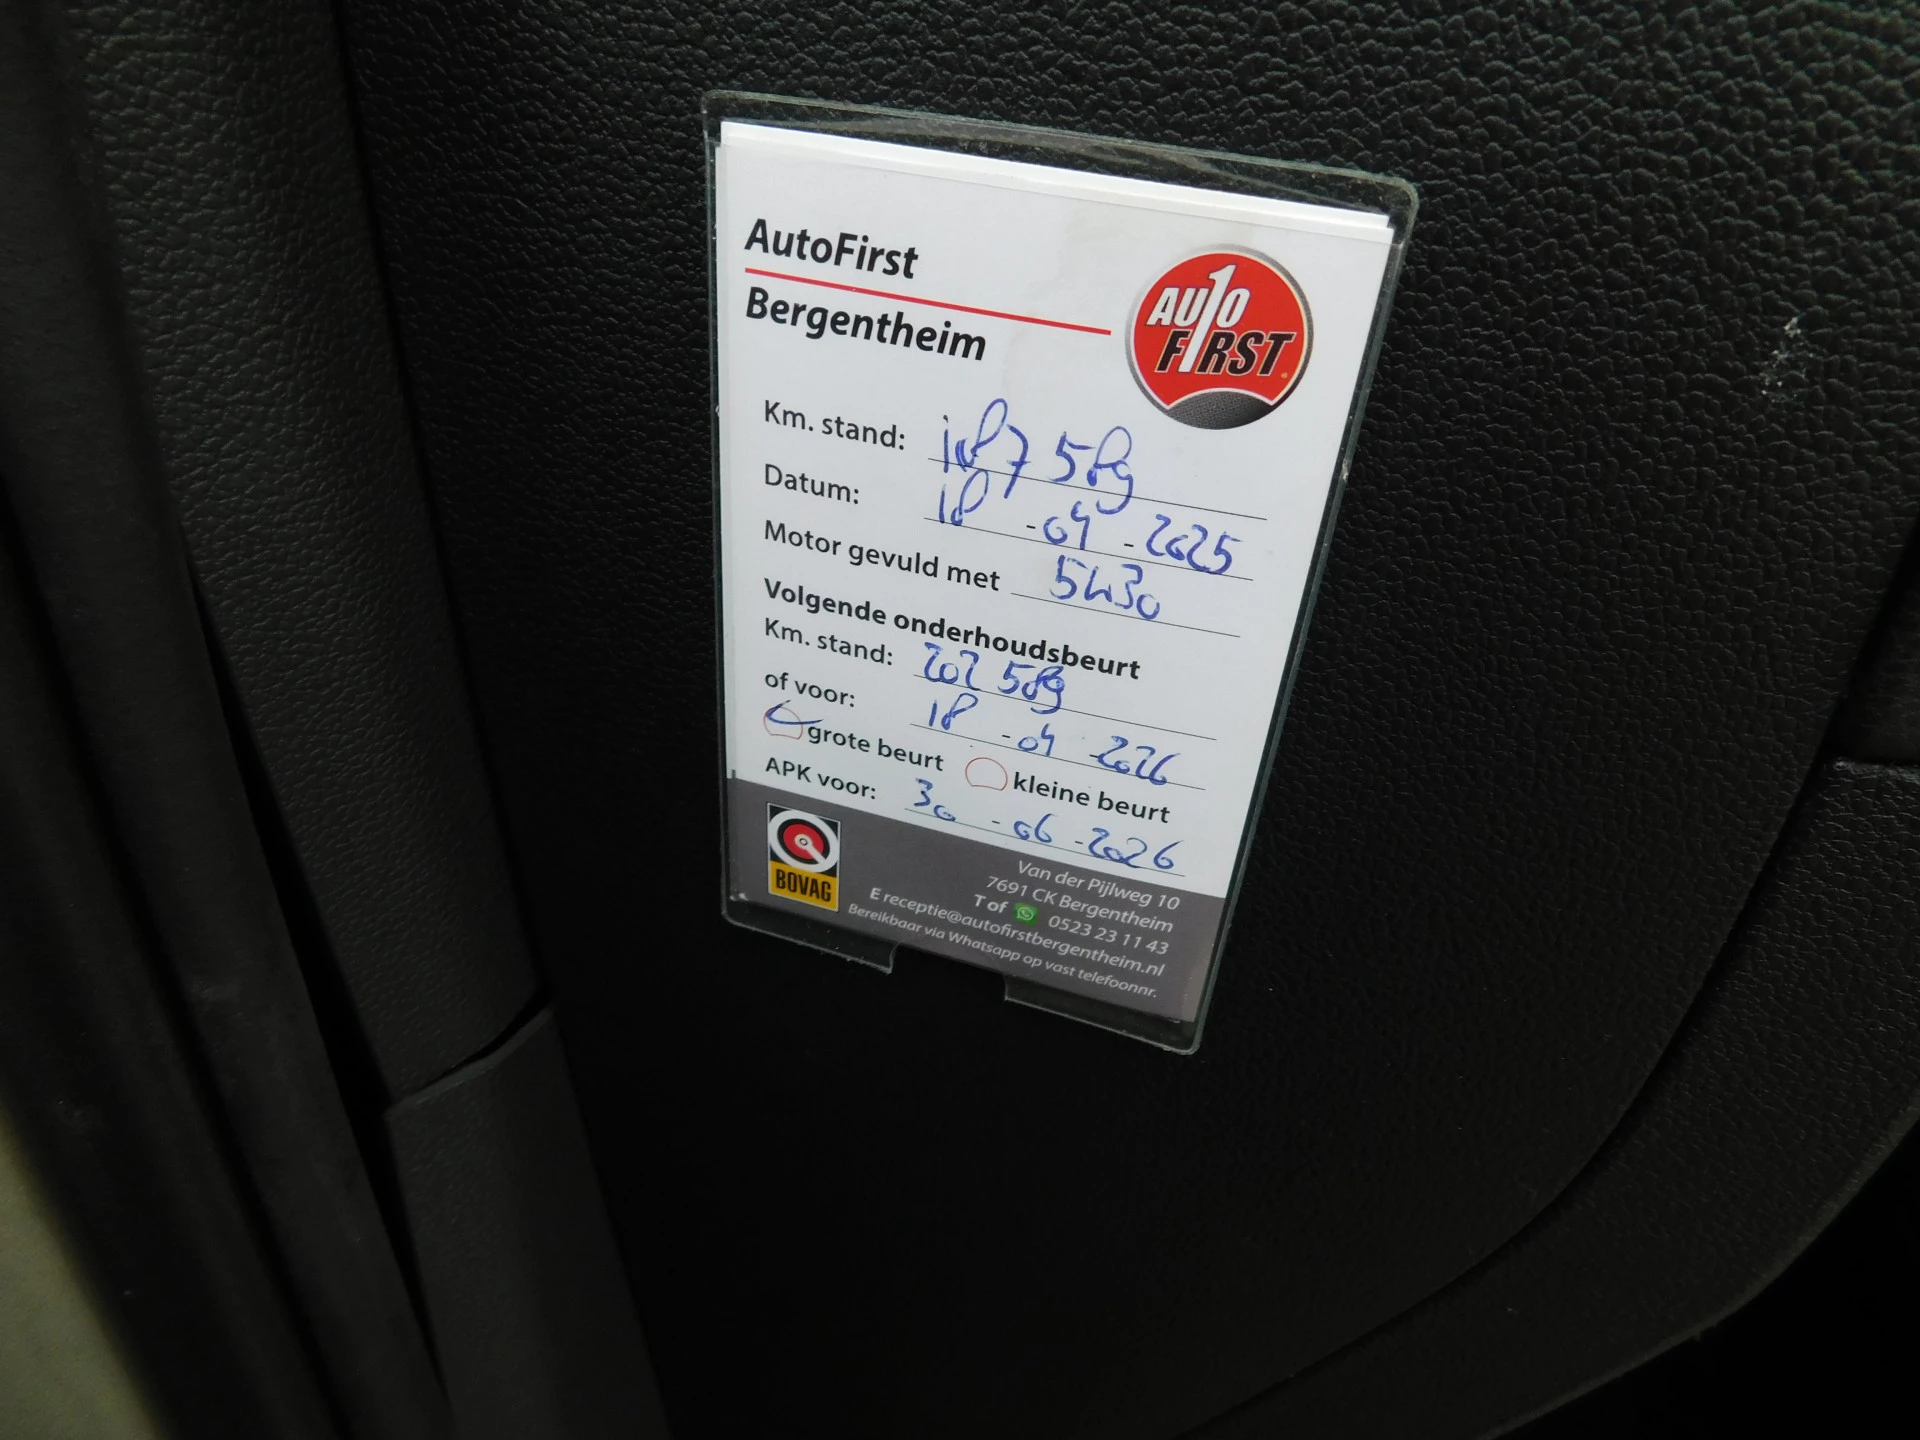 AutoFirst
Bergentheim
AUTO
FIRST
Km. stand: 187 589
Datum: 18 - 04 - 2025
Motor gevuld met 5W30
Volgende onderhoudsbeurt
Km. stand: 202 589
of voor: 18 - 04 - 2026
grote beurt kleine beurt
APK voor: 30 - 06 - 2026
BOVAG
Van der Pijlweg 10
7691 CK Bergentheim
T of 0523 23 11 43
E receptie@autofirstbergentheim.nl
Bereikbaar via Whatsapp op vast telefoonnr.